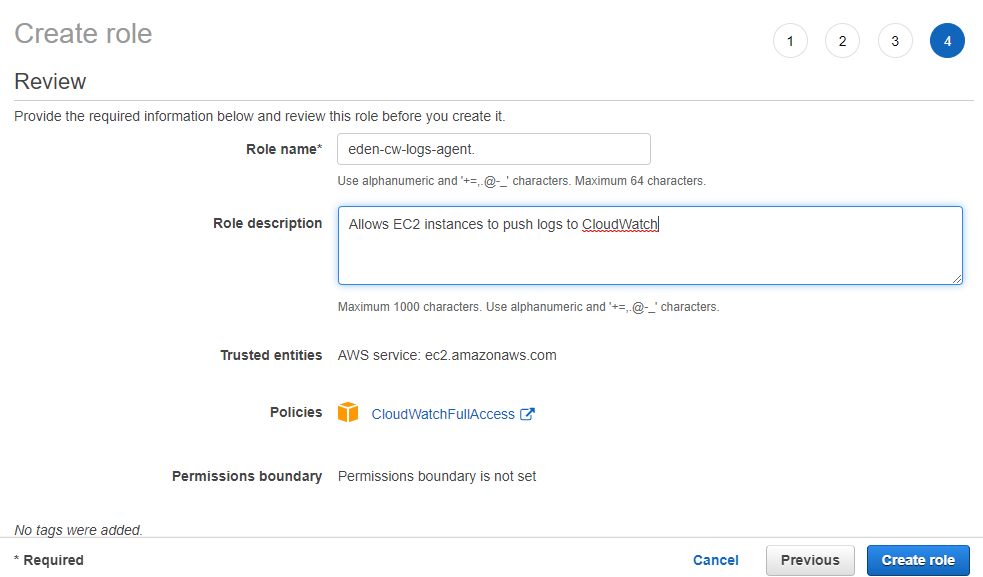 Create role
1 2 3 4
Review
Provide the required information below and review this role before you create it.
Role name* eden-cw-logs-agent.
Use alphanumeric and '+=,.@-_' characters. Maximum 64 characters.
Role description Allows EC2 instances to push logs to CloudWatch
Maximum 1000 characters. Use alphanumeric and '+=,.@-_' characters.
Trusted entities AWS service: ec2.amazonaws.com
Policies CloudWatchFullAccess
Permissions boundary Permissions boundary is not set
No tags were added.
* Required Cancel Previous Create role